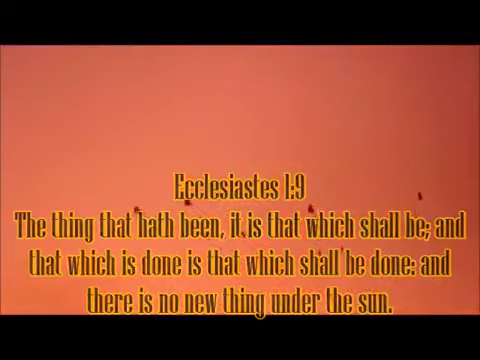 Ecclesiastes 1:9
The thing that hath been, it is that which shall be; and
that which is done is that which shall be done: and
there is no new thing under the sun.